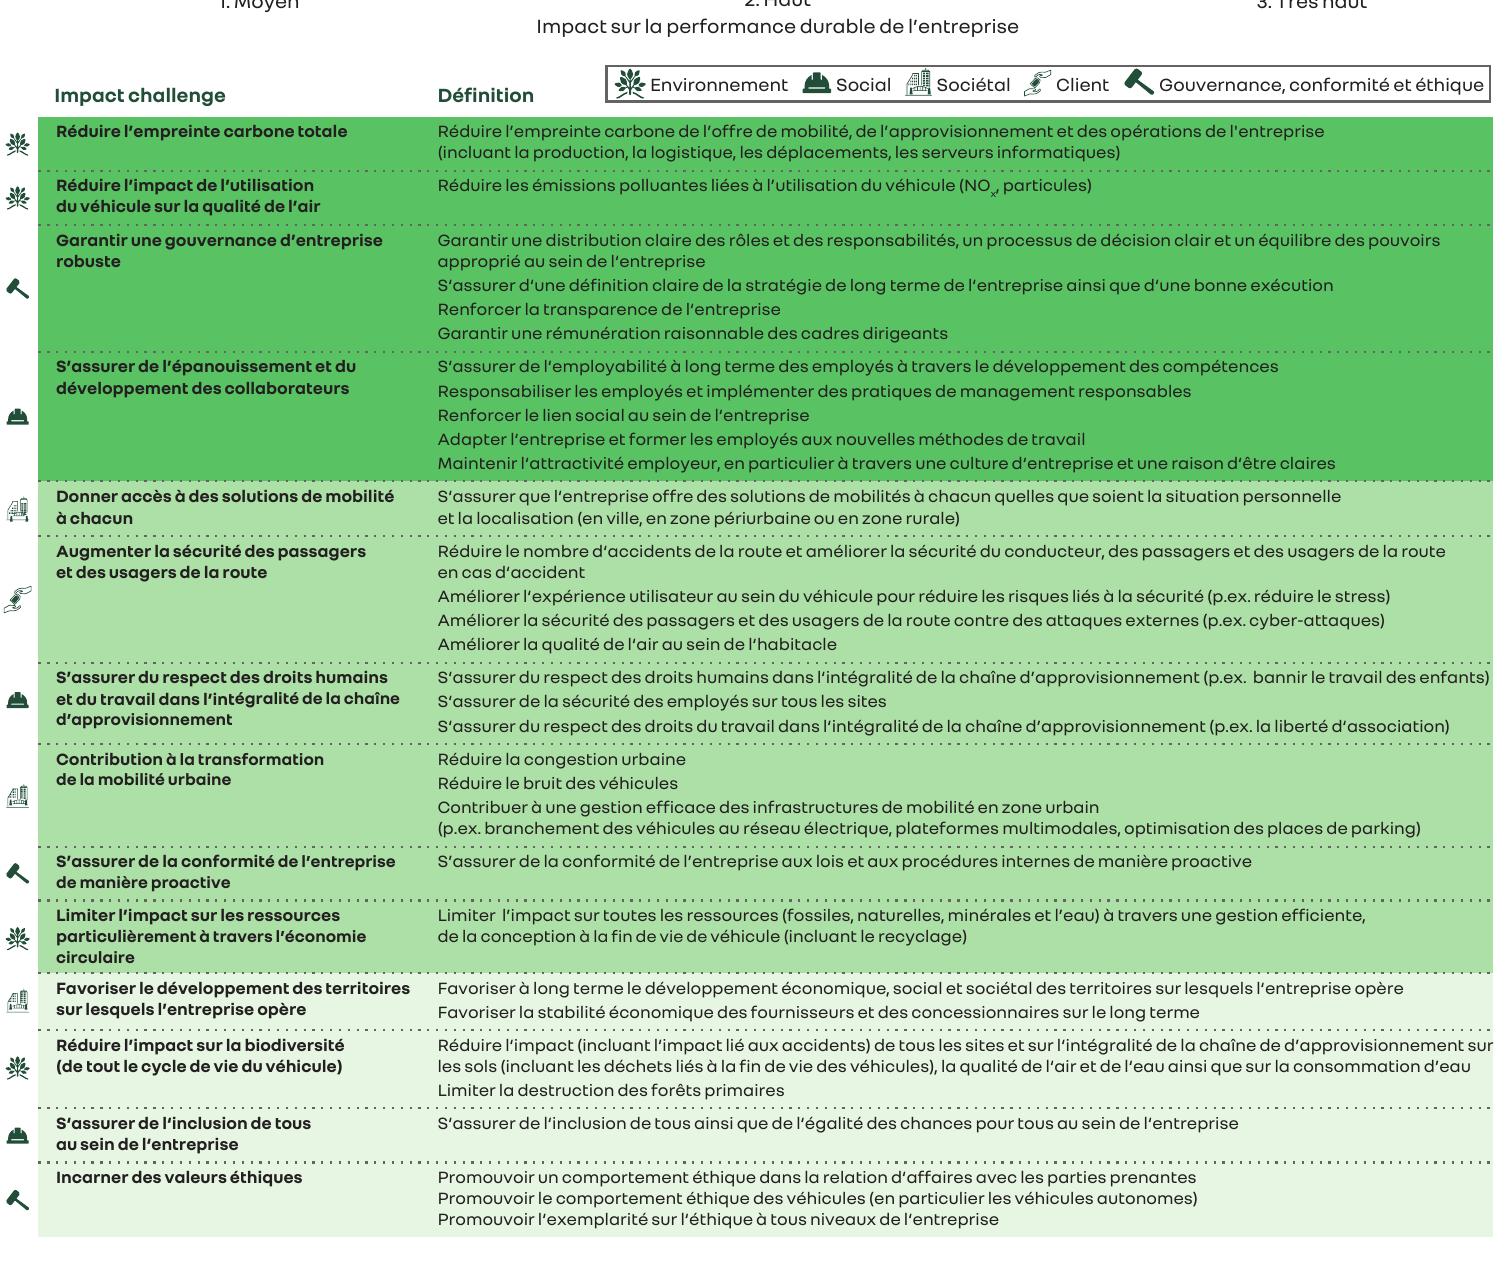 1. Moyen
2. Haut
3. Très haut
Impact sur la performance durable de l'entreprise
Environnement
Social
Sociétal
Client
Gouvernance, conformité et éthique
Impact challenge
Définition
Réduire l'empreinte carbone totale
Réduire l'empreinte carbone de l'offre de mobilité, de l'approvisionnement et des opérations de l'entreprise
(incluant la production, la logistique, les déplacements, les serveurs informatiques)
Réduire l'impact de l'utilisation
du véhicule sur la qualité de l'air
Réduire les émissions polluantes liées à l'utilisation du véhicule (NOx, particules)
Garantir une gouvernance d'entreprise
robuste
Garantir une distribution claire des rôles et des responsabilités, un processus de décision clair et un équilibre des pouvoirs
approprié au sein de l'entreprise
S'assurer d'une définition claire de la stratégie de long terme de l'entreprise ainsi que d'une bonne exécution
Renforcer la transparence de l'entreprise
Garantir une rémunération raisonnable des cadres dirigeants
S'assurer de l'épanouissement et du
développement des collaborateurs
S'assurer de l'employabilité à long terme des employés à travers le développement des compétences
Responsabiliser les employés et implémenter des pratiques de management responsables
Renforcer le lien social au sein de l'entreprise
Adapter l'entreprise et former les employés aux nouvelles méthodes de travail
Maintenir l'attractivité employeur, en particulier à travers une culture d'entreprise et une raison d'être claires
Donner accès à des solutions de mobilité
à chacun
S'assurer que l'entreprise offre des solutions de mobilités à chacun quelles que soient la situation personnelle
et la localisation (en ville, en zone périurbaine ou en zone rurale)
Augmenter la sécurité des passagers
et des usagers de la route
Réduire le nombre d'accidents de la route et améliorer la sécurité du conducteur, des passagers et des usagers de la route
en cas d'accident
Améliorer l'expérience utilisateur au sein du véhicule pour réduire les risques liés à la sécurité (p.ex. réduire le stress)
Améliorer la sécurité des passagers et des usagers de la route contre des attaques externes (p.ex. cyber-attaques)
Améliorer la qualité de l'air au sein de l'habitacle
S'assurer du respect des droits humains
et du travail dans l'intégralité de la chaîne
d'approvisionnement
S'assurer du respect des droits humains dans l'intégralité de la chaîne d'approvisionnement (p.ex. bannir le travail des enfants)
S'assurer de la sécurité des employés sur tous les sites
S'assurer du respect des droits du travail dans l'intégralité de la chaîne d'approvisionnement (p.ex. la liberté d'association)
Contribution à la transformation
de la mobilité urbaine
Réduire la congestion urbaine
Réduire le bruit des véhicules
Contribuer à une gestion efficace des infrastructures de mobilité en zone urbain
(p.ex. branchement des véhicules au réseau électrique, plateformes multimodales, optimisation des places de parking)
S'assurer de la conformité de l'entreprise
de manière proactive
S'assurer de la conformité de l'entreprise aux lois et aux procédures internes de manière proactive
Limiter l'impact sur les ressources
particulièrement à travers l'économie
circulaire
Limiter l'impact sur toutes les ressources (fossiles, naturelles, minérales et l'eau) à travers une gestion efficiente,
de la conception à la fin de vie de véhicule (incluant le recyclage)
Favoriser le développement des territoires
sur lesquels l'entreprise opère
Favoriser à long terme le développement économique, social et sociétal des territoires sur lesquels l'entreprise opère
Favoriser la stabilité économique des fournisseurs et des concessionnaires sur le long terme
Réduire l'impact sur la biodiversité
(de tout le cycle de vie du véhicule)
Réduire l'impact (incluant l'impact lié aux accidents) de tous les sites et sur l'intégralité de la chaîne de d'approvisionnement sur
les sols (incluant les déchets liés à la fin de vie des véhicules), la qualité de l'air et de l'eau ainsi que sur la consommation d'eau
Limiter la destruction des forêts primaires
S'assurer de l'inclusion de tous
au sein de l'entreprise
S'assurer de l'inclusion de tous ainsi que de l'égalité des chances pour tous au sein de l'entreprise
Incarner des valeurs éthiques
Promouvoir un comportement éthique dans la relation d'affaires avec les parties prenantes
Promouvoir le comportement éthique des véhicules (en particulier les véhicules autonomes)
Promouvoir l'exemplarité sur l'éthique à tous niveaux de l'entreprise